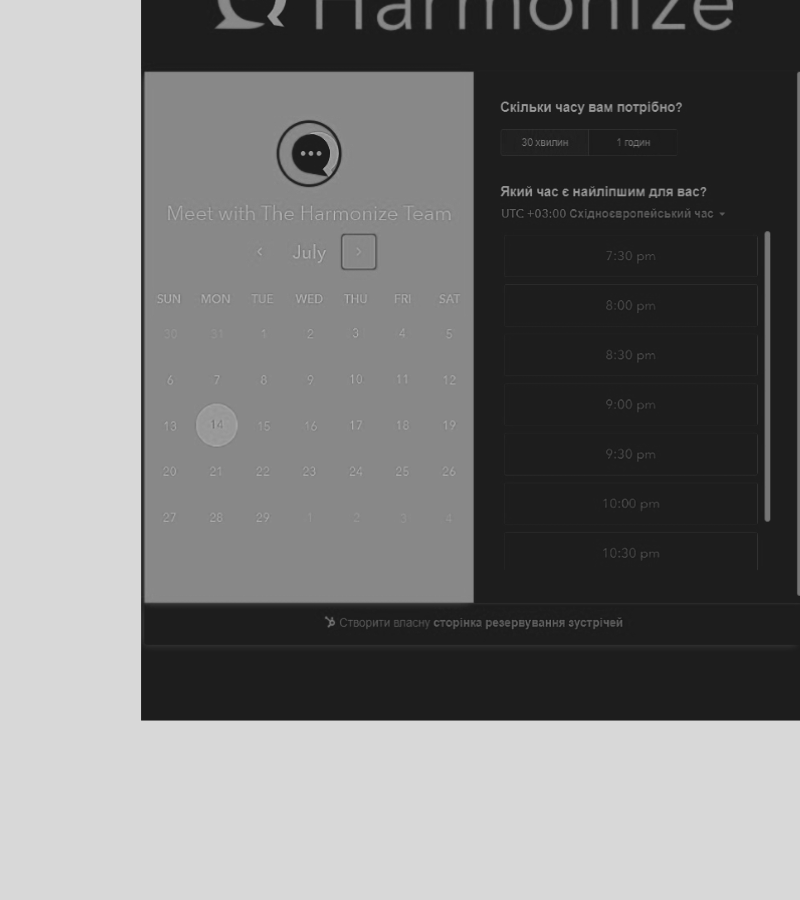 Harmonize
Meet with The Harmonize Team
July
SUN MON TUE WED THU FRI SAT
30 31 1 2 3 4 5
6 7 8 9 10 11 12
13 14 15 16 17 18 19
20 21 22 23 24 25 26
27 28 29 1 2 3 4
Скільки часу вам потрібно?
30 хвилин 1 годин
Який час є найліпшим для вас?
UTC +03:00 Східноєвропейський час
7:30 pm
8:00 pm
8:30 pm
9:00 pm
9:30 pm
10:00 pm
10:30 pm
Створити власну сторінка резервування зустрічей